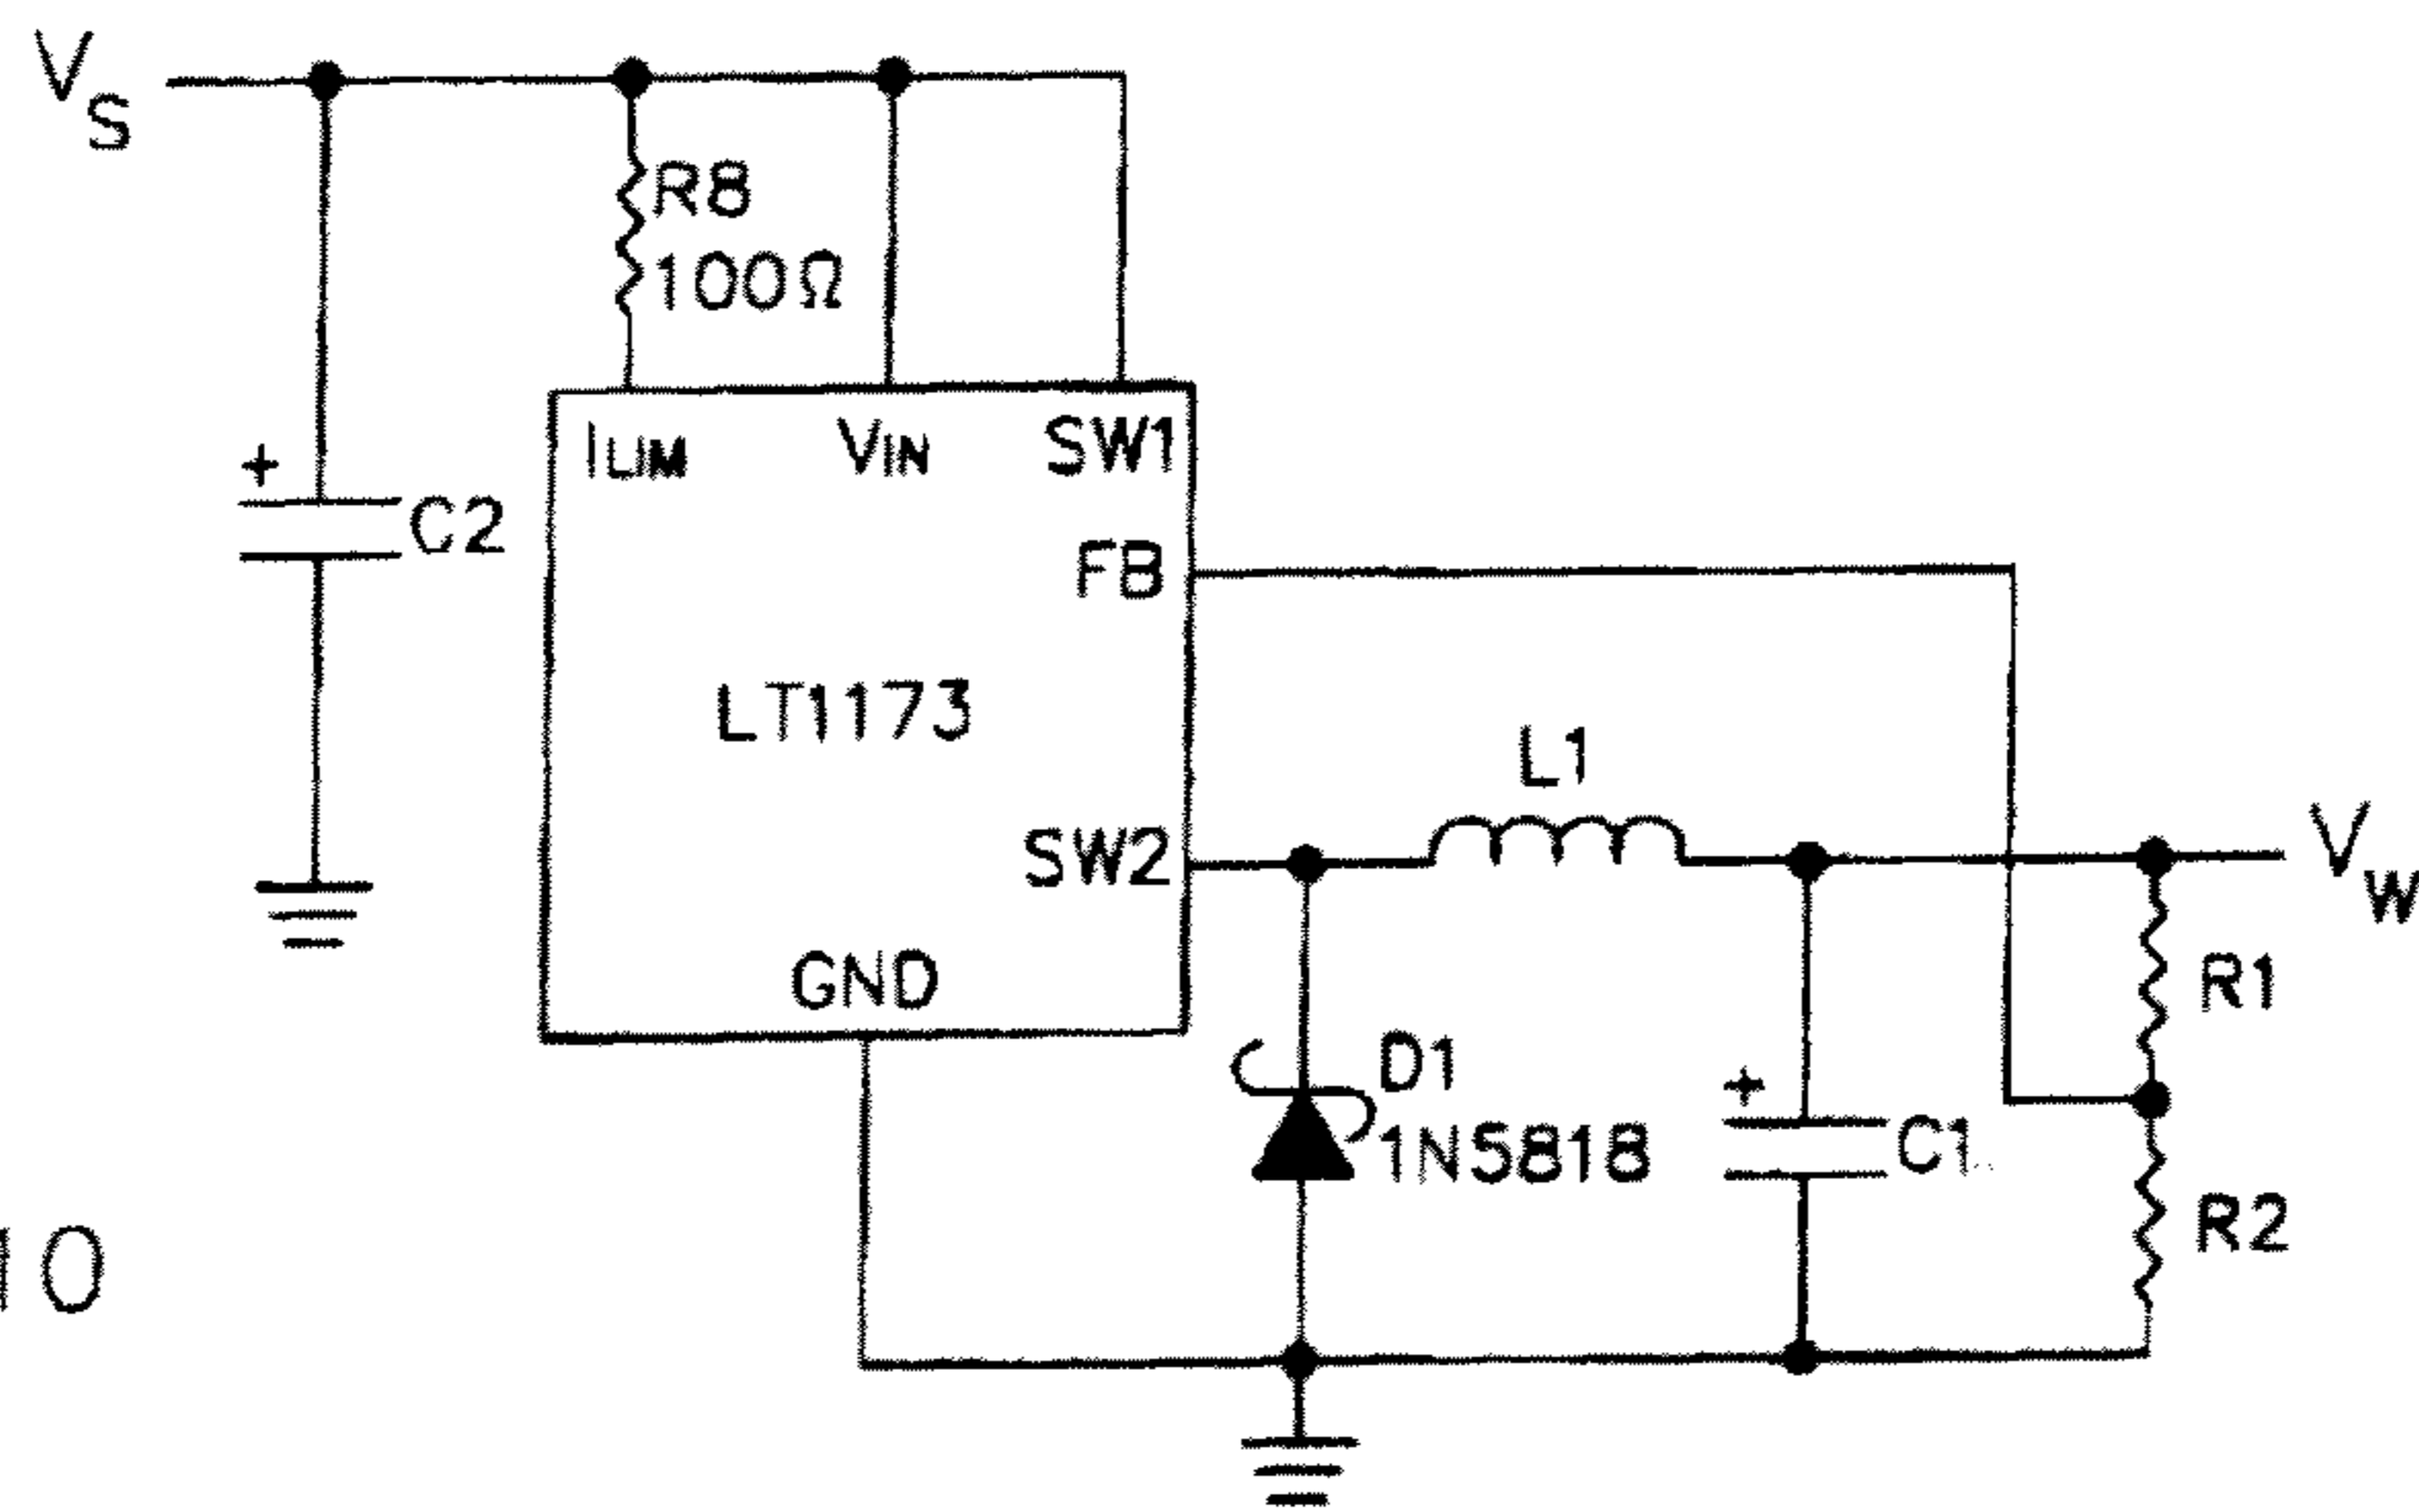 VS
R8
100Ω
ILIM VIN SW1
+
C2
FB
LT1173
L1
SW2
VW
GND
R1
D1
1N5818
+
C1
R2
10